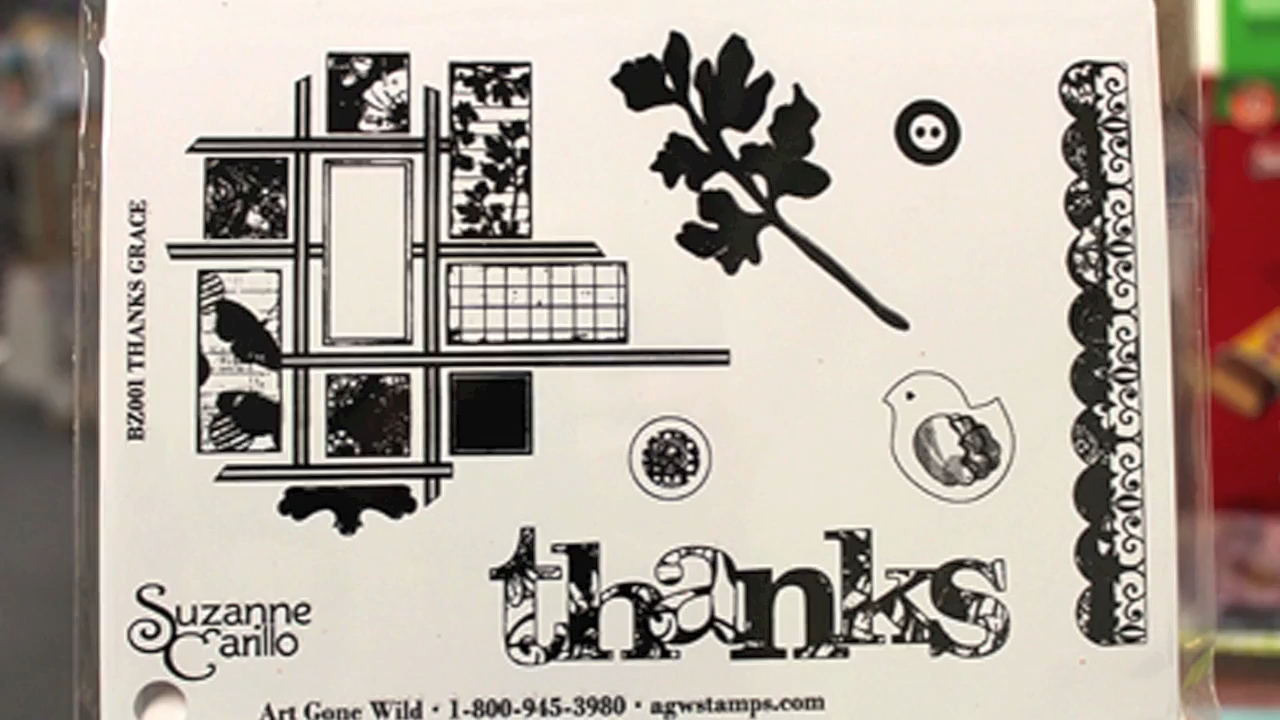 BZ001 THANKS GRACE
thanks
Suzanne
Carillo
Art Gone Wild · 1-800-945-3980 · agwstamps.com